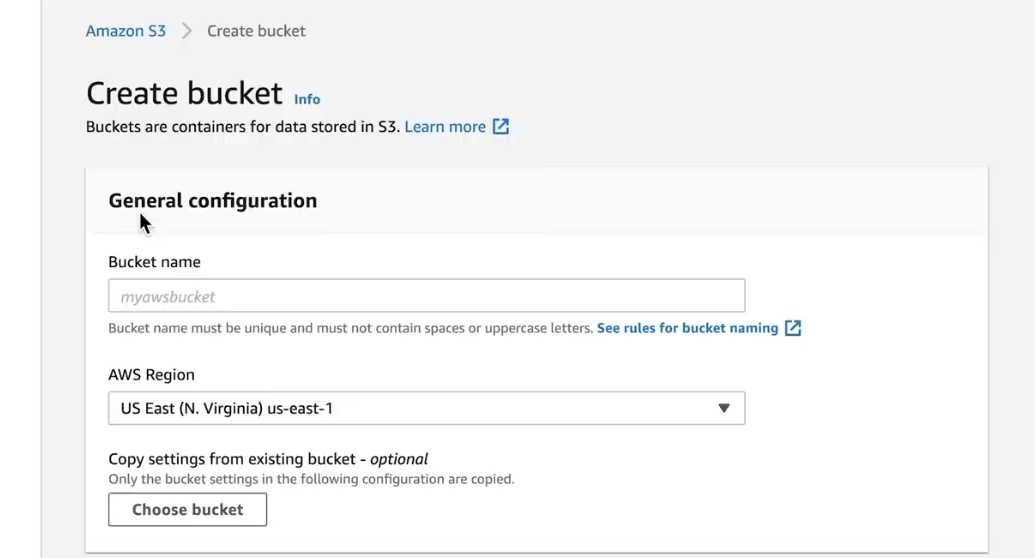 Amazon S3 > Create bucket
Create bucket Info
Buckets are containers for data stored in S3. Learn more
General configuration
Bucket name
myawsbucket
Bucket name must be unique and must not contain spaces or uppercase letters. See rules for bucket naming
AWS Region
US East (N. Virginia) us-east-1
Copy settings from existing bucket - optional
Only the bucket settings in the following configuration are copied.
Choose bucket